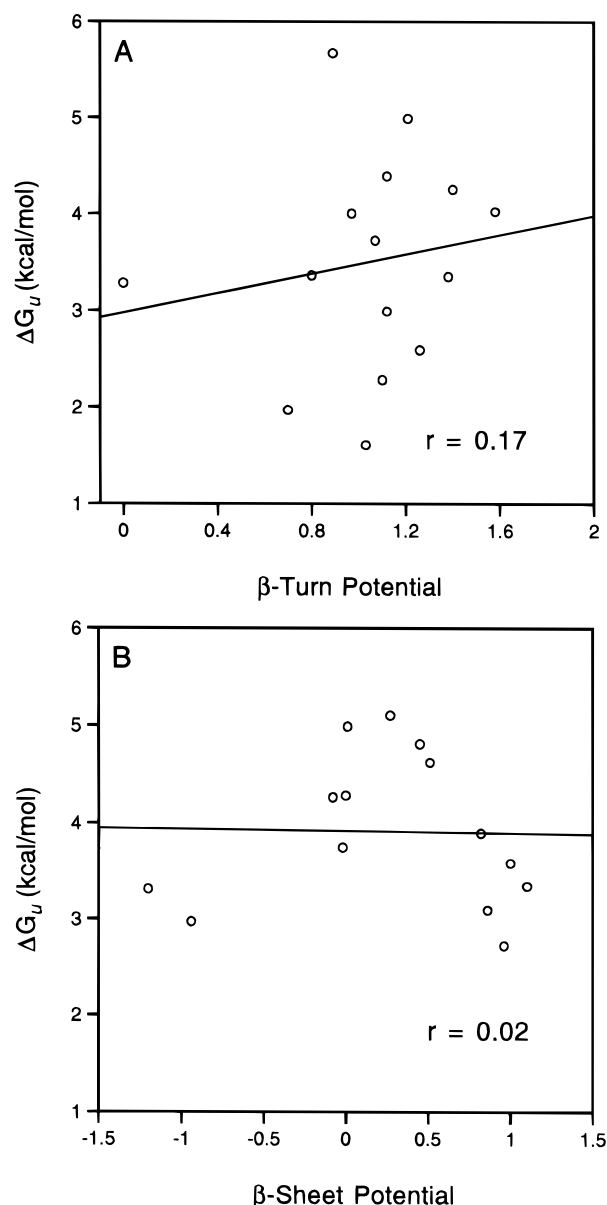 A
6
5
4
3
2
1
ΔGu (kcal/mol)
r = 0.17
0 0.4 0.8 1.2 1.6 2
β-Turn Potential
B
6
5
4
3
2
1
ΔGu (kcal/mol)
r = 0.02
-1.5 -1 -0.5 0 0.5 1 1.5
β-Sheet Potential